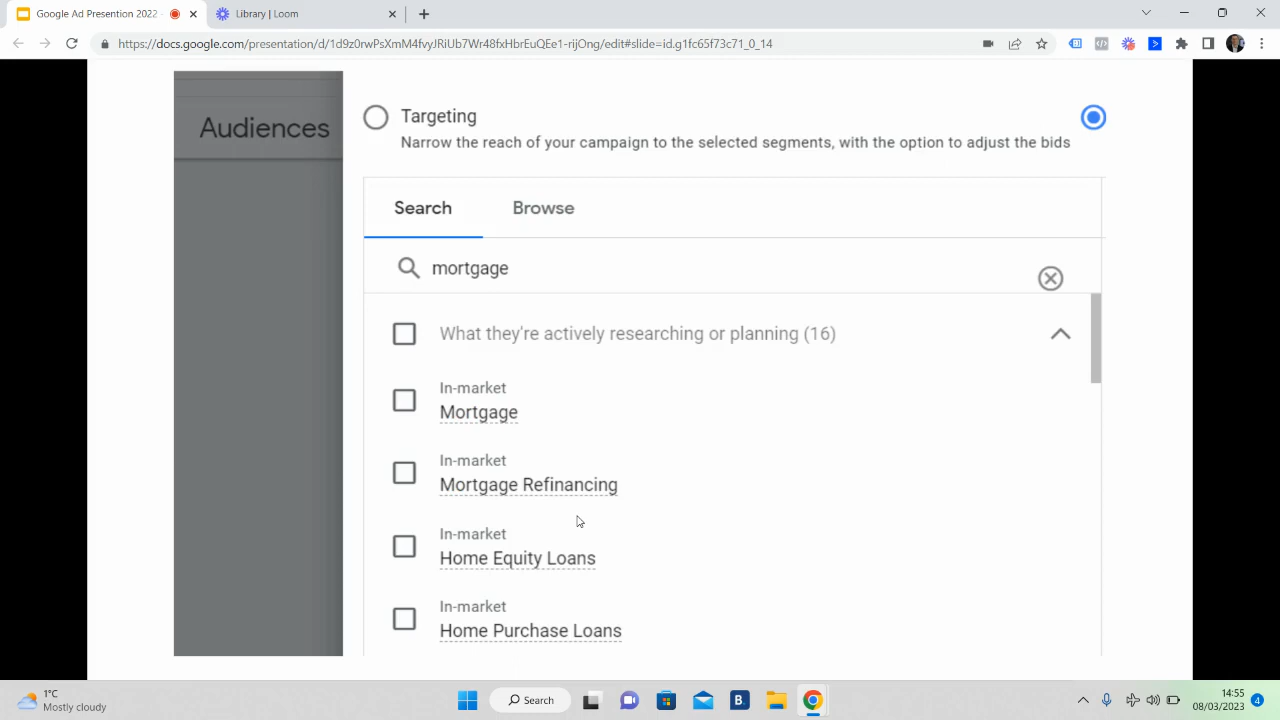 Google Ad Presention 2022 -
Library | Loom
https://docs.google.com/presentation/d/1d9z0rwPsXmM4fvyJRiUb7Wr48fxHbrEuQEe1-rijOng/edit#slide=id.g1fc65f73c71_0_14
Audiences
Targeting
Narrow the reach of your campaign to the selected segments, with the option to adjust the bids
Search
Browse
mortgage
What they're actively researching or planning (16)
In-market
Mortgage
In-market
Mortgage Refinancing
In-market
Home Equity Loans
In-market
Home Purchase Loans
1°C
Mostly cloudy
Search
B.
14:55
08/03/2023
4